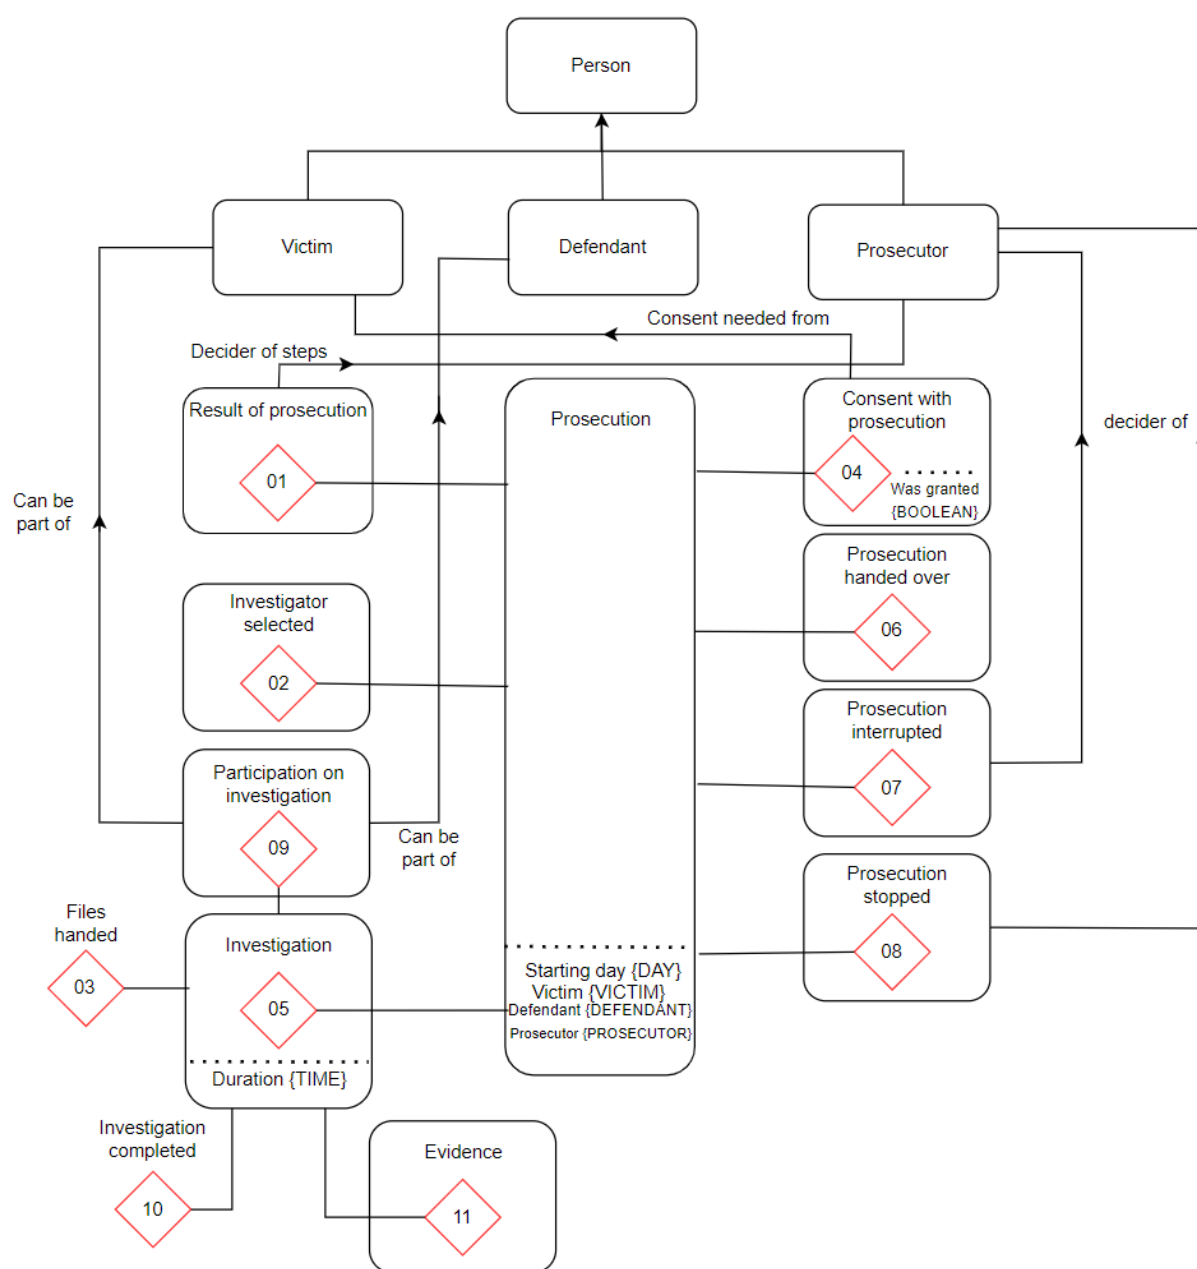 Person
Victim
Defendant
Prosecutor
Consent needed from
Decider of steps
Result of prosecution
01
Prosecution
Consent with
prosecution
04
Was granted
{BOOLEAN}
decider of
Can be
part of
Prosecution
handed over
06
Investigator
selected
02
Prosecution
interrupted
07
Participation on
investigation
09
Can be
part of
Prosecution
stopped
08
Files
handed
03
Investigation
05
Duration {TIME}
Starting day {DAY}
Victim {VICTIM}
Defendant {DEFENDANT}
Prosecutor {PROSECUTOR}
Investigation
completed
10
Evidence
11